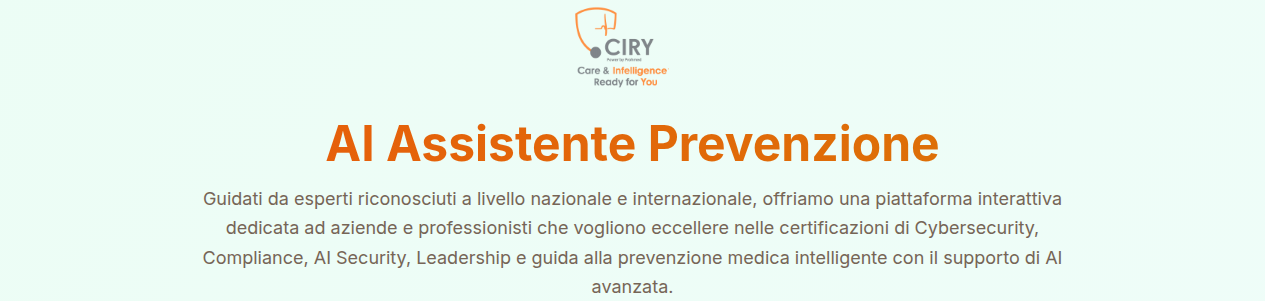 CIRY
Power by Polimed
Care & Intelligence
Ready for You
AI Assistente Prevenzione
Guidati da esperti riconosciuti a livello nazionale e internazionale, offriamo una piattaforma interattiva
dedicata ad aziende e professionisti che vogliono eccellere nelle certificazioni di Cybersecurity,
Compliance, AI Security, Leadership e guida alla prevenzione medica intelligente con il supporto di AI
avanzata.